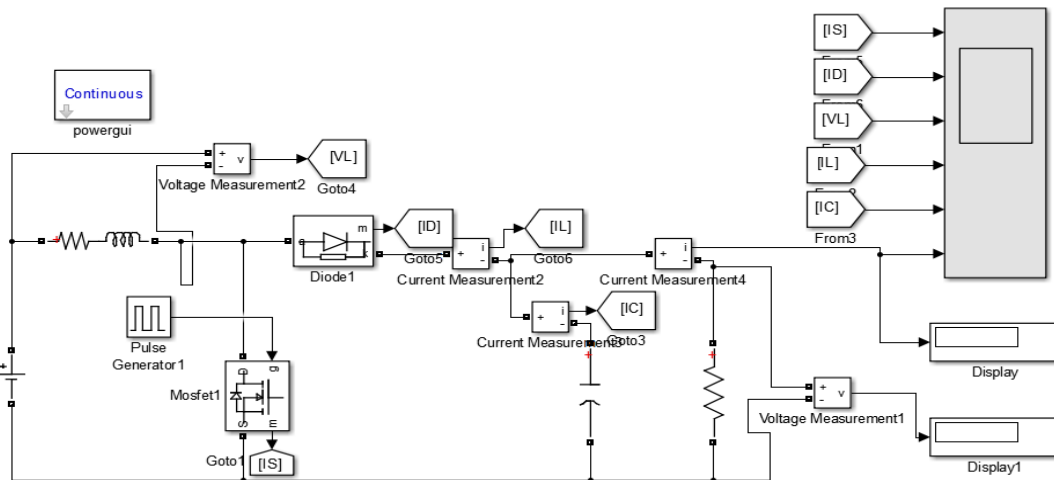 [IS]
[ID]
[VL]
From1
[IL]
[IC]
From3
Continuous
powergui
+
-
v
Voltage Measurement2
[VL]
Goto4
+
a
m
k
Diode1
[ID]
Goto5
+
i
-
Current Measurement2
[IL]
Goto6
+
i
-
Current Measurement4
+
i
-
Current Measurement3
[IC]
Goto3
Pulse
Generator1
+
D
g
S
m
Mosfet1
Goto1
[IS]
+
+
+
-
v
Voltage Measurement1
Display
Display1